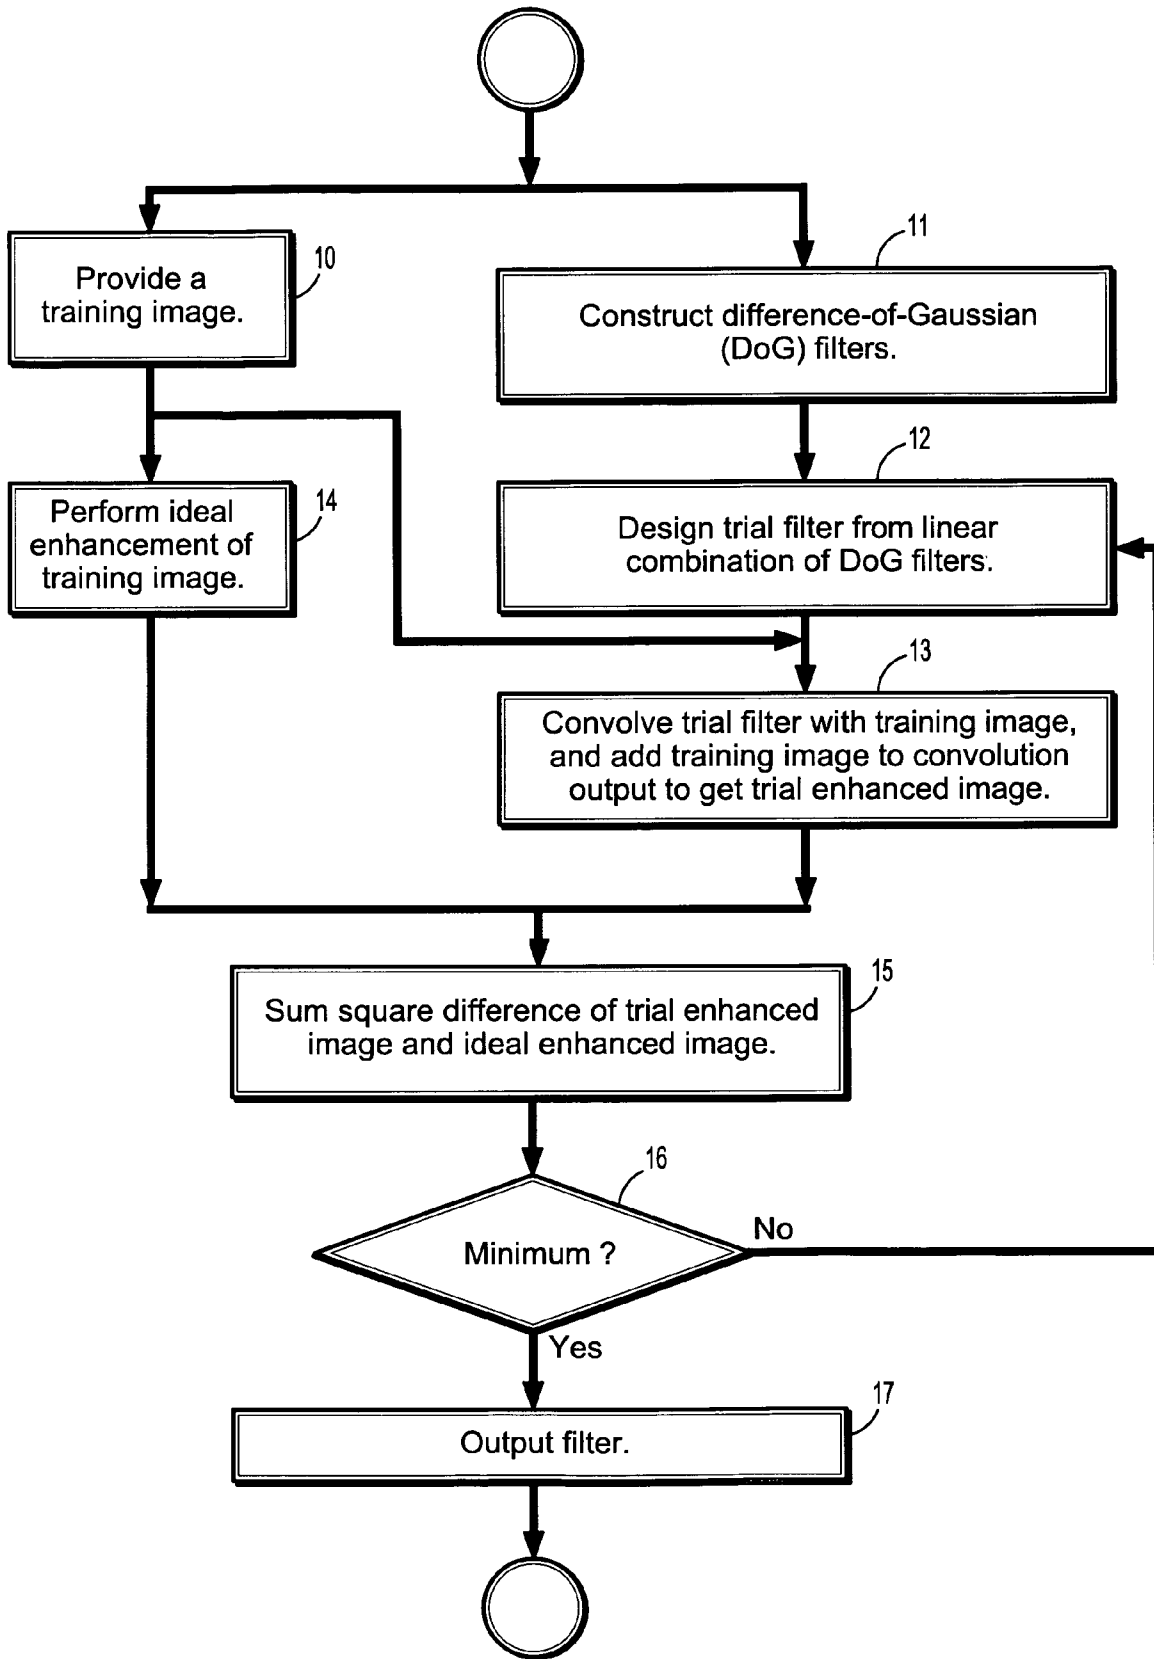 10
Provide a
training image.
11
Construct difference-of-Gaussian
(DoG) filters.
12
Design trial filter from linear
combination of DoG filters.
14
Perform ideal
enhancement of
training image.
13
Convolve trial filter with training image,
and add training image to convolution
output to get trial enhanced image.
15
Sum square difference of trial enhanced
image and ideal enhanced image.
16
Minimum ?
No
Yes
17
Output filter.